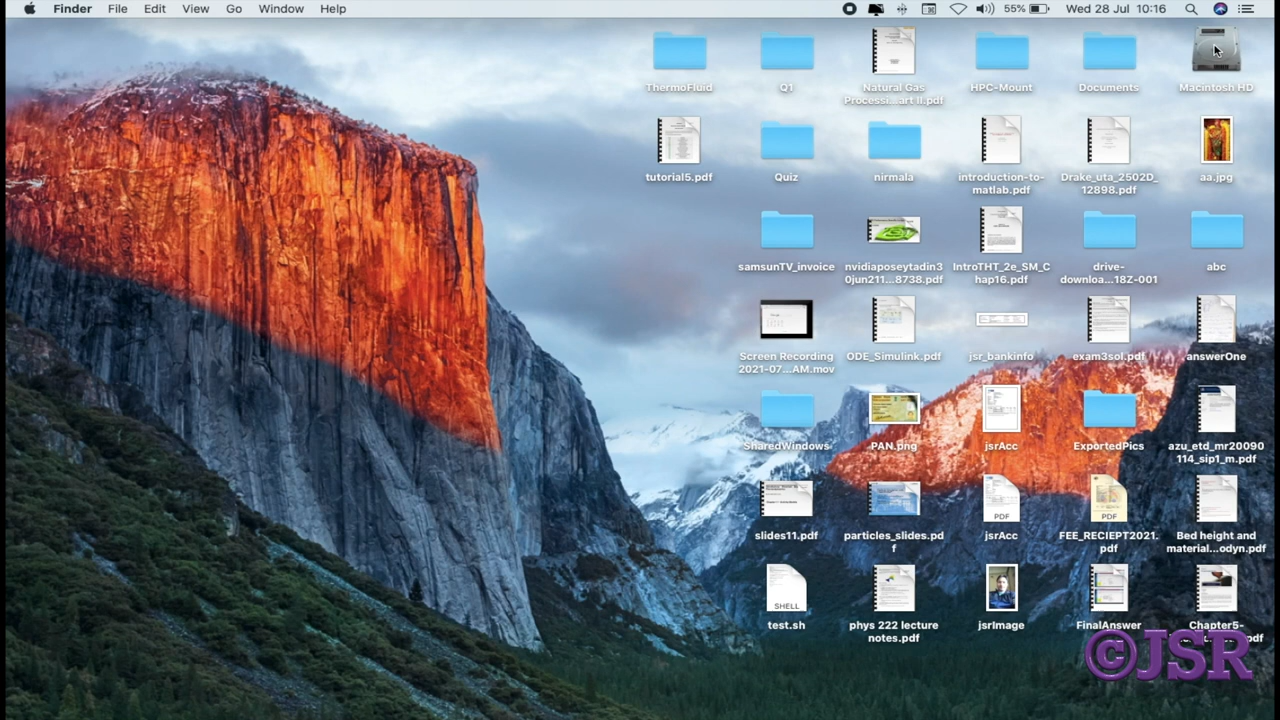 Finder File Edit View Go Window Help 55% Wed 28 Jul 10:16
ThermoFluid
Q1
Natural Gas
Processi...art II.pdf
HPC-Mount
Documents
Macintosh HD
tutorial5.pdf
Quiz
nirmala
introduction-to-
matlab.pdf
Drake_uta_2502D_
12898.pdf
aa.jpg
samsunTV_invoice
nvidiaposeytadin3
0jun211...8738.pdf
IntroTHT_2e_SM_C
hap16.pdf
drive-
downloa...18Z-001
abc
Screen Recording
2021-07...AM.mov
ODE_Simulink.pdf
jsr_bankinfo
exam3sol.pdf
answerOne
SharedWindows
PAN.png
jsrAcc
ExportedPics
azu_etd_mr20090
114_sip1_m.pdf
slides11.pdf
particles_slides.pd
f
PDF
jsrAcc
PDF
FEE_RECIEPT2021.
pdf
Bed height and
material...odyn.pdf
SHELL
test.sh
phys 222 lecture
notes.pdf
jsrImage
FinalAnswer
Chapter5-
©JSR